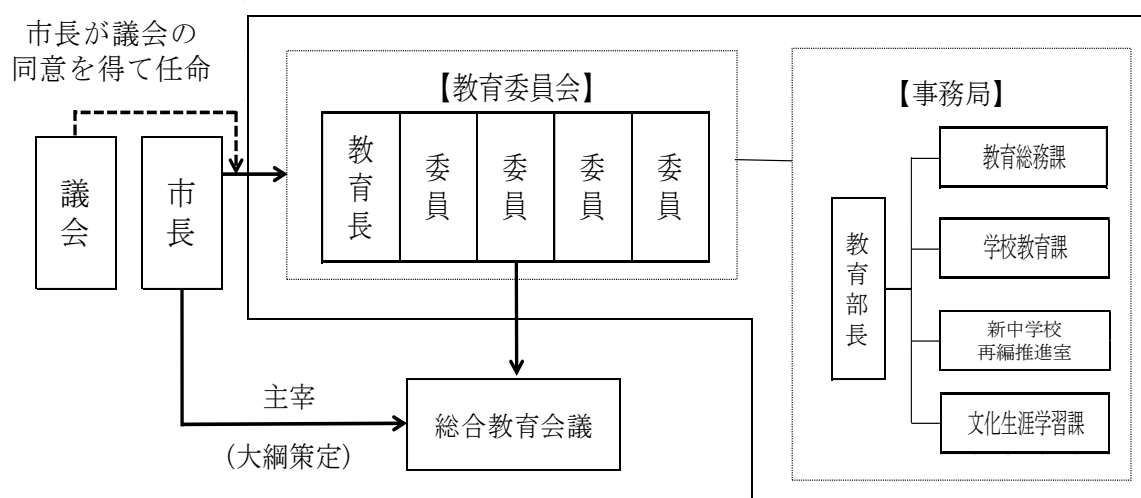 市長が議会の
同意を得て任命
議会
市長
【教育委員会】
教育長
委員
委員
委員
委員
【事務局】
教育部長
教育総務課
学校教育課
新中学校
再編推進室
文化生涯学習課
主宰
(大綱策定)
総合教育会議